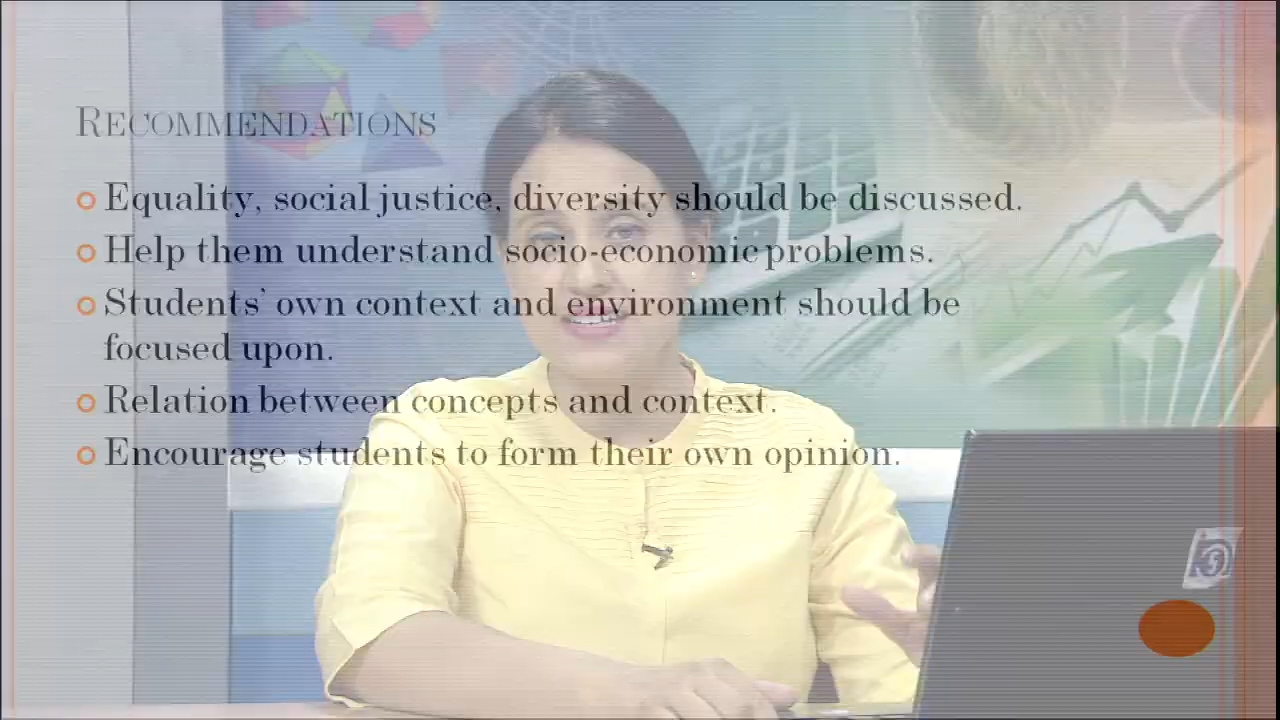 RECOMMENDATIONS
Equality, social justice, diversity should be discussed.
Help them understand socio-economic problems.
Students' own context and environment should be
focused upon.
Relation between concepts and context.
Encourage students to form their own opinion.